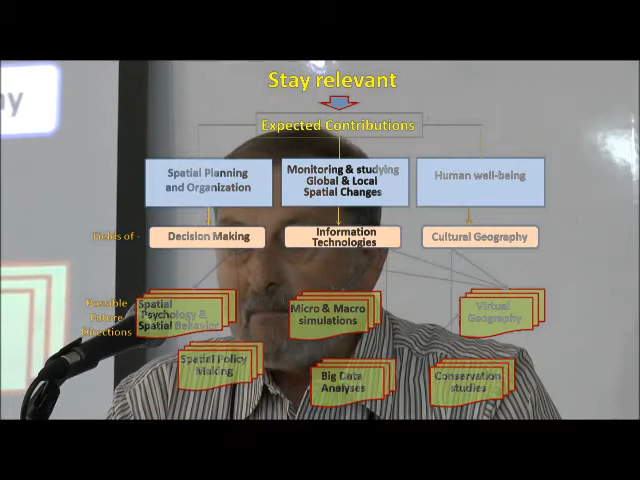 Stay relevant
Expected Contributions
Spatial Planning
and Organization
Monitoring & studying
Global & Local
Spatial Changes
Human well-being
Fields of -
Decision Making
Information
Technologies
Cultural Geography
Possible
Future
Directions
Spatial
Psychology &
Spatial Behavior
Micro & Macro
simulations
Virtual
Geography
Spatial Policy
Making
Big Data
Analyses
Conservation
studies